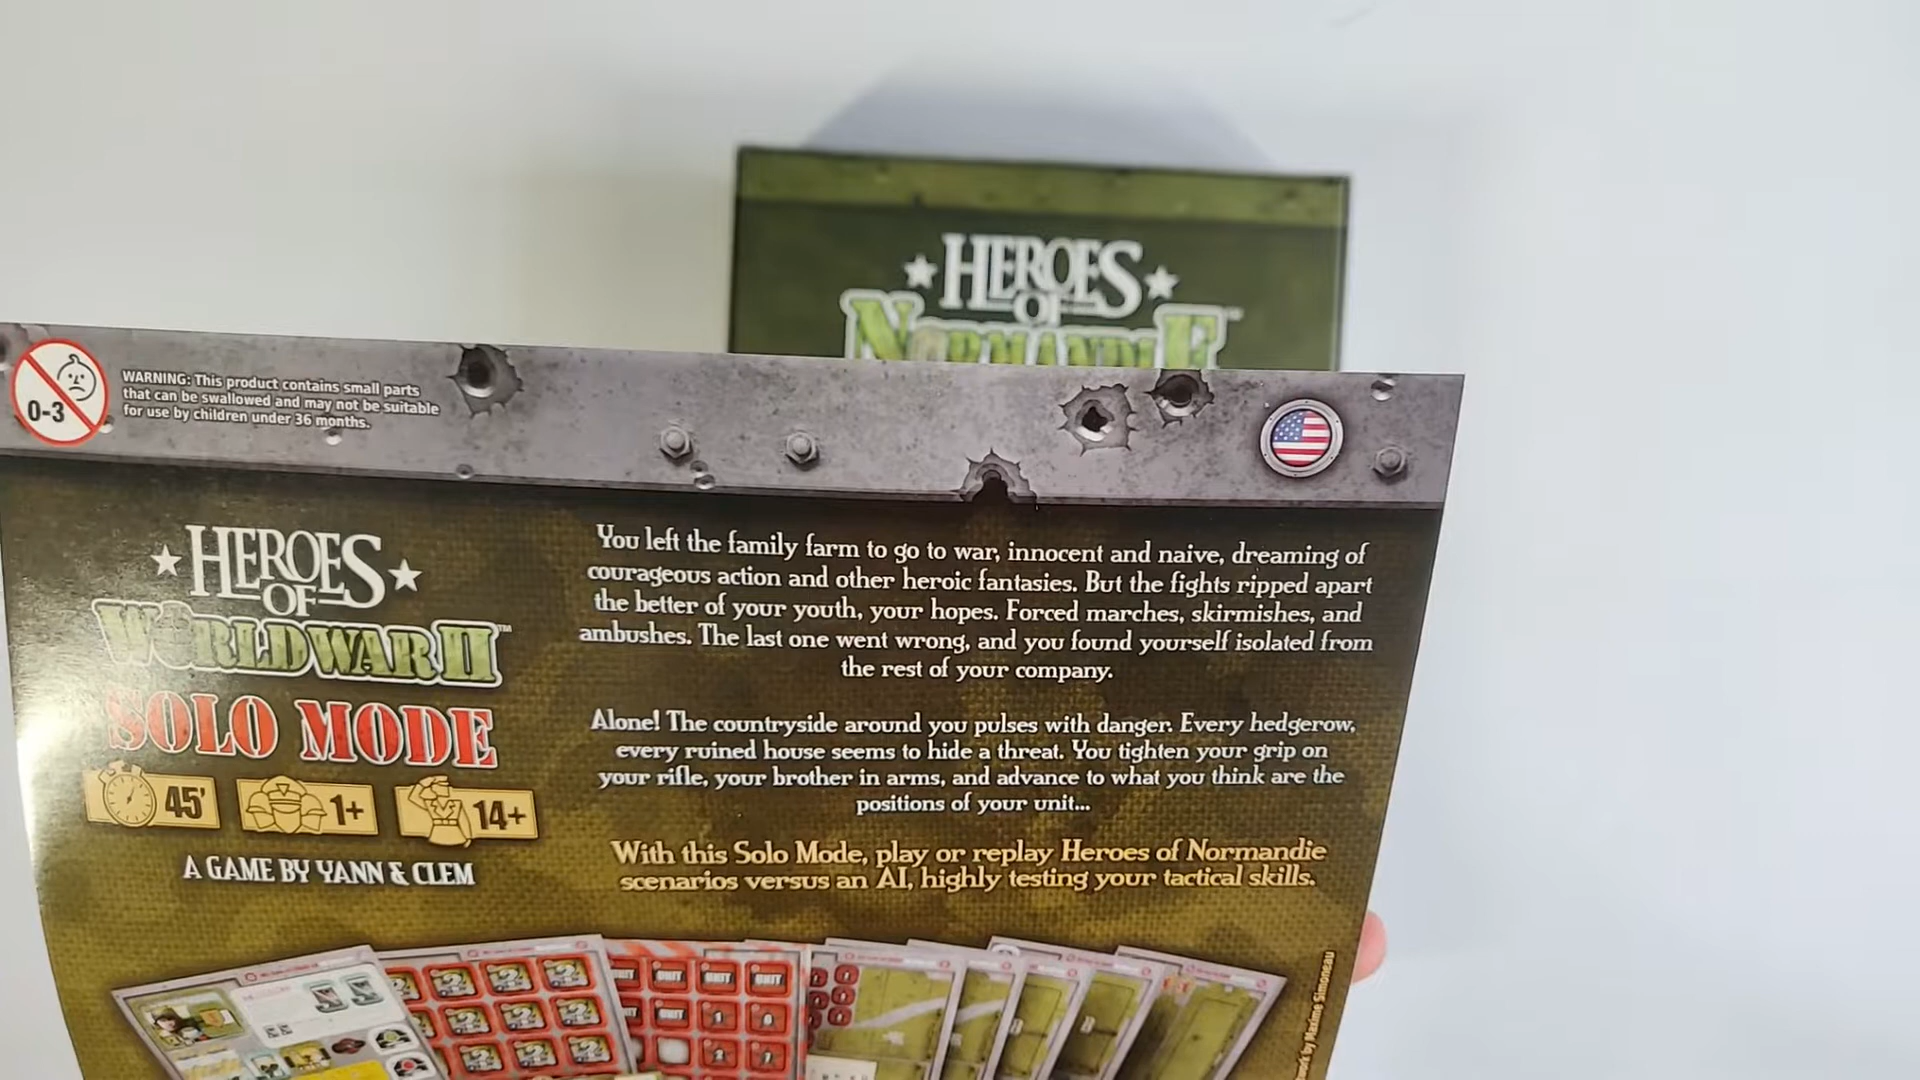 HEROES
OF
NORMANDIE
0-3
WARNING: This product contains small parts
that can be swallowed and may not be suitable
for use by children under 36 months.
HEROES
OF
WORLD WAR II™
SOLO MODE
45'
1+
14+
A GAME BY YANN & CLEM
You left the family farm to go to war, innocent and naive, dreaming of
courageous action and other heroic fantasies. But the fights ripped apart
the better of your youth, your hopes. Forced marches, skirmishes, and
ambushes. The last one went wrong, and you found yourself isolated from
the rest of your company.
Alone! The countryside around you pulses with danger. Every hedgerow,
every ruined house seems to hide a threat. You tighten your grip on
your rifle, your brother in arms, and advance to what you think are the
positions of your unit...
With this Solo Mode, play or replay Heroes of Normandie
scenarios versus an AI, highly testing your tactical skills.
UNIT UNIT UNIT
UNIT
by Maxime Simoneau